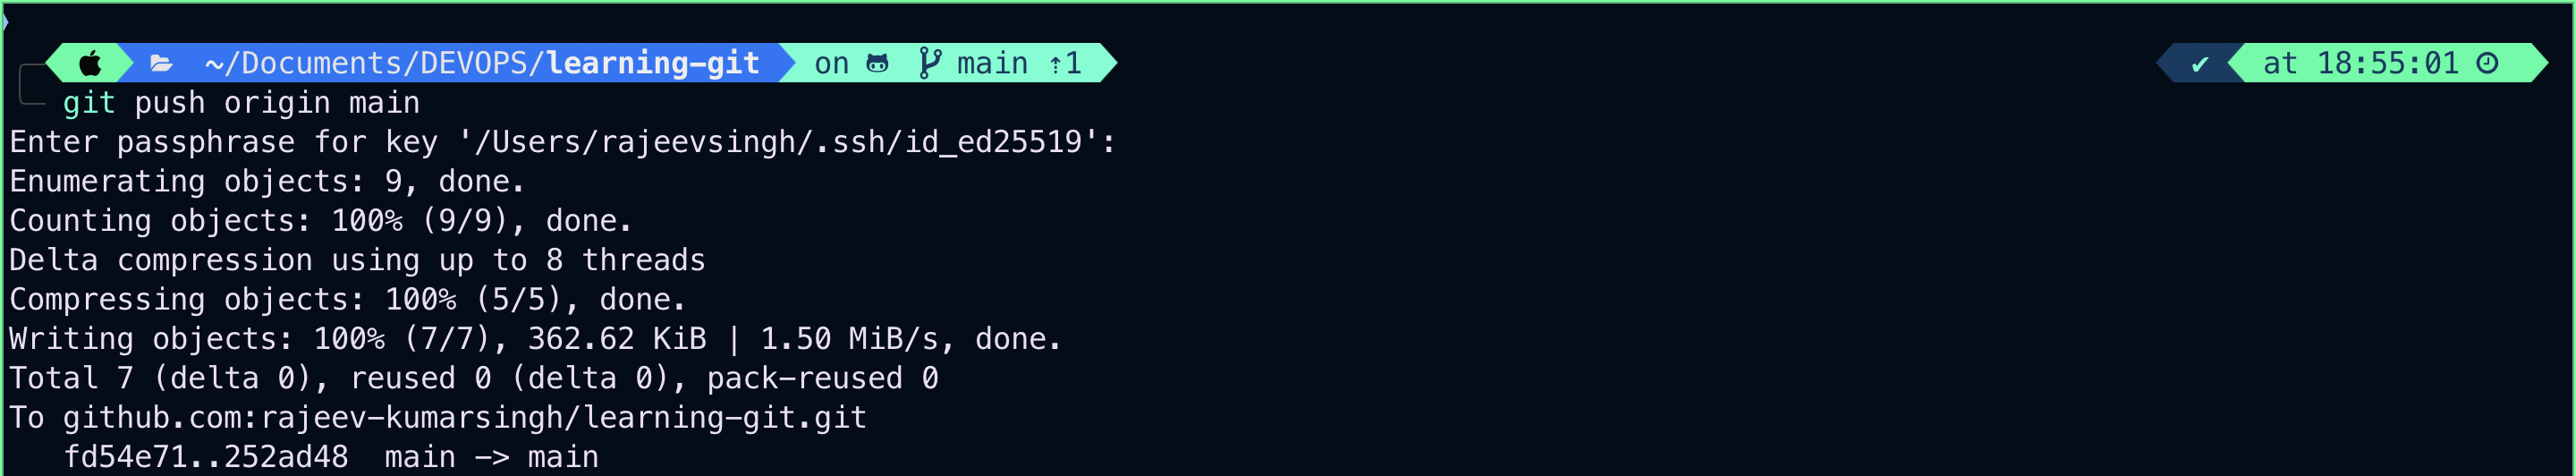 ~/Documents/DEVOPS/learning-git on main ⇡1 ✔ at 18:55:01
git push origin main
Enter passphrase for key '/Users/rajeevsingh/.ssh/id_ed25519':
Enumerating objects: 9, done.
Counting objects: 100% (9/9), done.
Delta compression using up to 8 threads
Compressing objects: 100% (5/5), done.
Writing objects: 100% (7/7), 362.62 KiB | 1.50 MiB/s, done.
Total 7 (delta 0), reused 0 (delta 0), pack-reused 0
To github.com:rajeev-kumarsingh/learning-git.git
   fd54e71..252ad48  main -> main